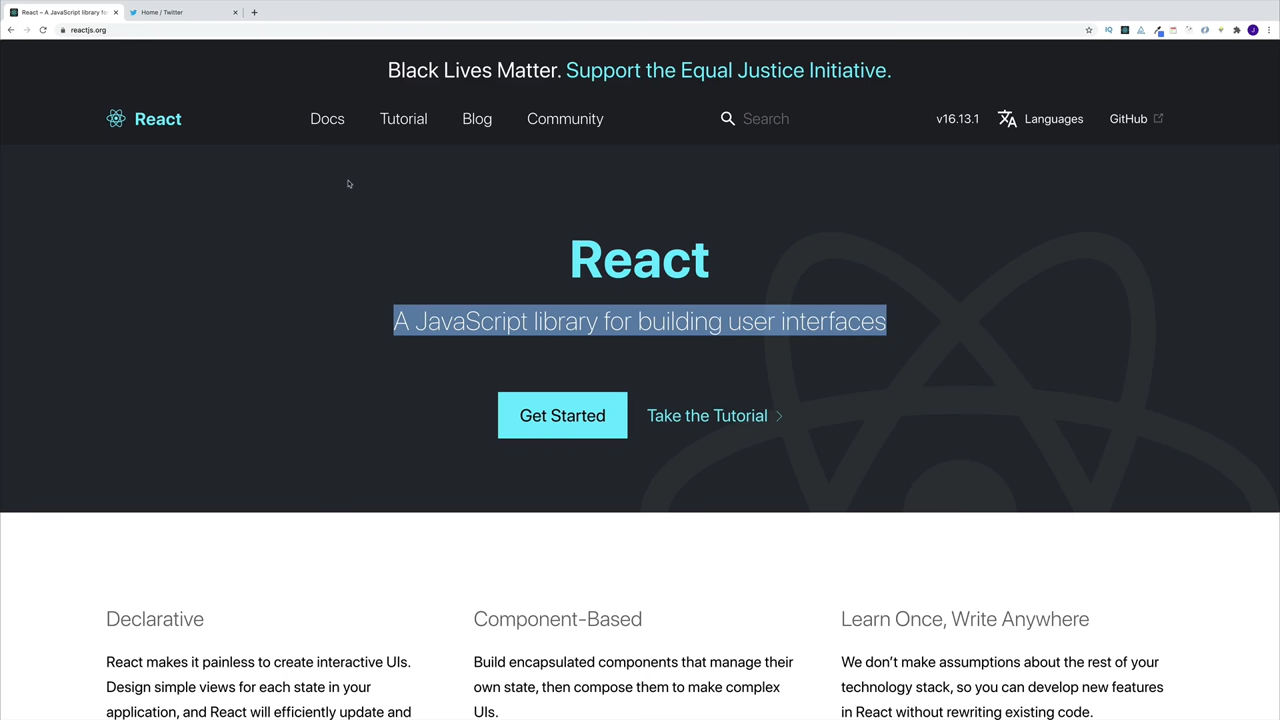 React – A JavaScript library fo
Home / Twitter
reactjs.org
Black Lives Matter. Support the Equal Justice Initiative.
React
Docs
Tutorial
Blog
Community
Search
v16.13.1
Languages
GitHub
React
A JavaScript library for building user interfaces
Get Started
Take the Tutorial
Declarative
React makes it painless to create interactive UIs.
Design simple views for each state in your
application, and React will efficiently update and
Component-Based
Build encapsulated components that manage their
own state, then compose them to make complex
UIs.
Learn Once, Write Anywhere
We don’t make assumptions about the rest of your
technology stack, so you can develop new features
in React without rewriting existing code.